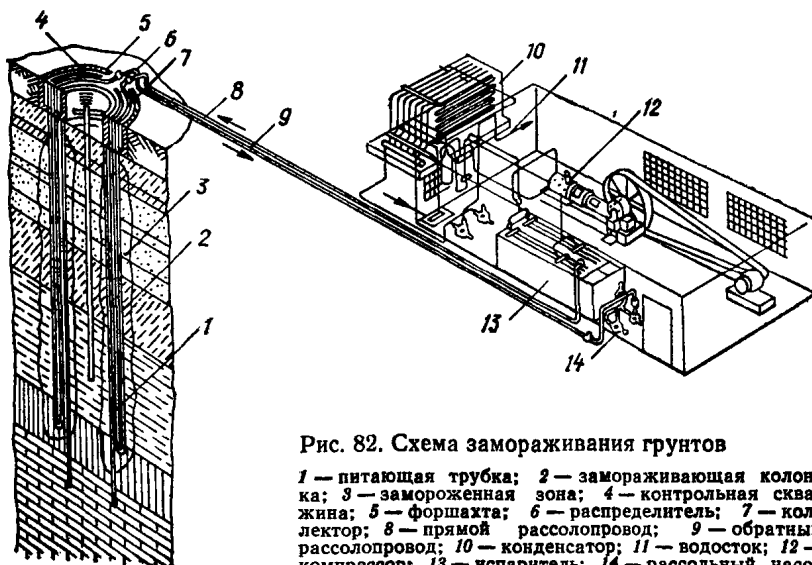 4
5
6
7
8
9
3
2
1
10
11
12
13
14
Рис. 82. Схема замораживания грунтов
1 — питающая трубка; 2 — замораживающая колон-
ка; 3 — замороженная зона; 4 — контрольная сква-
жина; 5 — форшахта; 6 — распределитель; 7 — кол-
лектор; 8 — прямой рассолопровод; 9 — обратный
рассолопровод; 10 — конденсатор; 11 — водосток; 12 —
компрессор; 13 — испаритель; 14 — рассольный насос